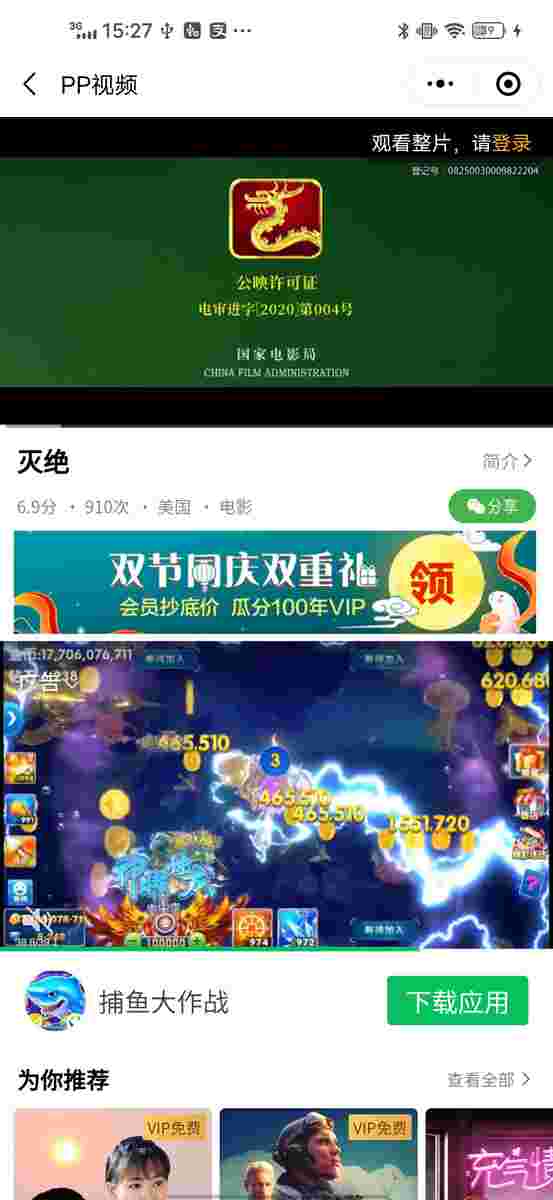 3G 15:27
PP视频
观看整片，请登录
登记号 08250030009822204
公映许可证
电审进字[2020]第004号
国家电影局
CHINA FILM ADMINISTRATION
灭绝
简介
6.9分 · 910次 · 美国 · 电影
分享
双节同庆双重礼
领
会员抄底价 瓜分100年VIP
17,706,076,711
广告
465.510
3
465.510
465.510
1551.720
100000
974
972
捕鱼大作战
下载应用
为你推荐
查看全部
VIP免费
VIP免费